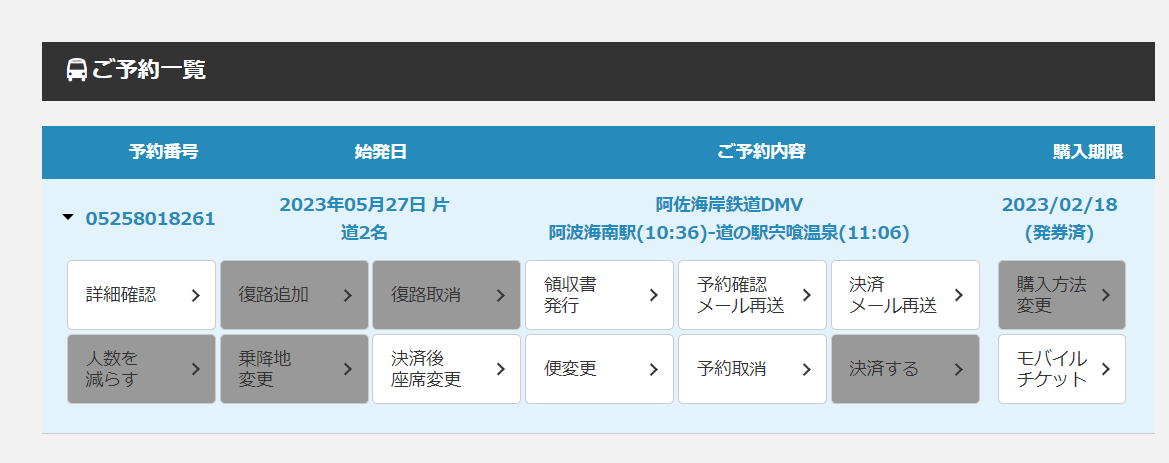 ご予約一覧
予約番号 始発日 ご予約内容 購入期限
05258018261
2023年05月27日 片
道2名
阿佐海岸鉄道DMV
阿波海南駅(10:36)-道の駅宍喰温泉(11:06)
2023/02/18
(発券済)
詳細確認
復路追加
復路取消
領収書
発行
予約確認
メール再送
決済
メール再送
購入方法
変更
人数を
減らす
乗降地
変更
決済後
座席変更
便変更
予約取消
決済する
モバイル
チケット